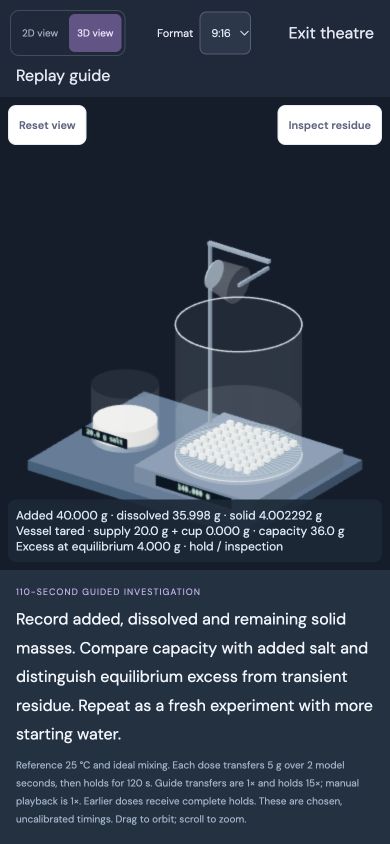 2D view 3D view Format 9:16 Exit theatre
Replay guide
Reset view Inspect residue
20.0 g salt
140.000 g
Added 40.000 g · dissolved 35.998 g · solid 4.002292 g
Vessel tared · supply 20.0 g + cup 0.000 g · capacity 36.0 g
Excess at equilibrium 4.000 g · hold / inspection
110-SECOND GUIDED INVESTIGATION
Record added, dissolved and remaining solid
masses. Compare capacity with added salt and
distinguish equilibrium excess from transient
residue. Repeat as a fresh experiment with more
starting water.
Reference 25 °C and ideal mixing. Each dose transfers 5 g over 2 model
seconds, then holds for 120 s. Guide transfers are 1× and holds 15×; manual
playback is 1×. Earlier doses receive complete holds. These are chosen,
uncalibrated timings. Drag to orbit; scroll to zoom.